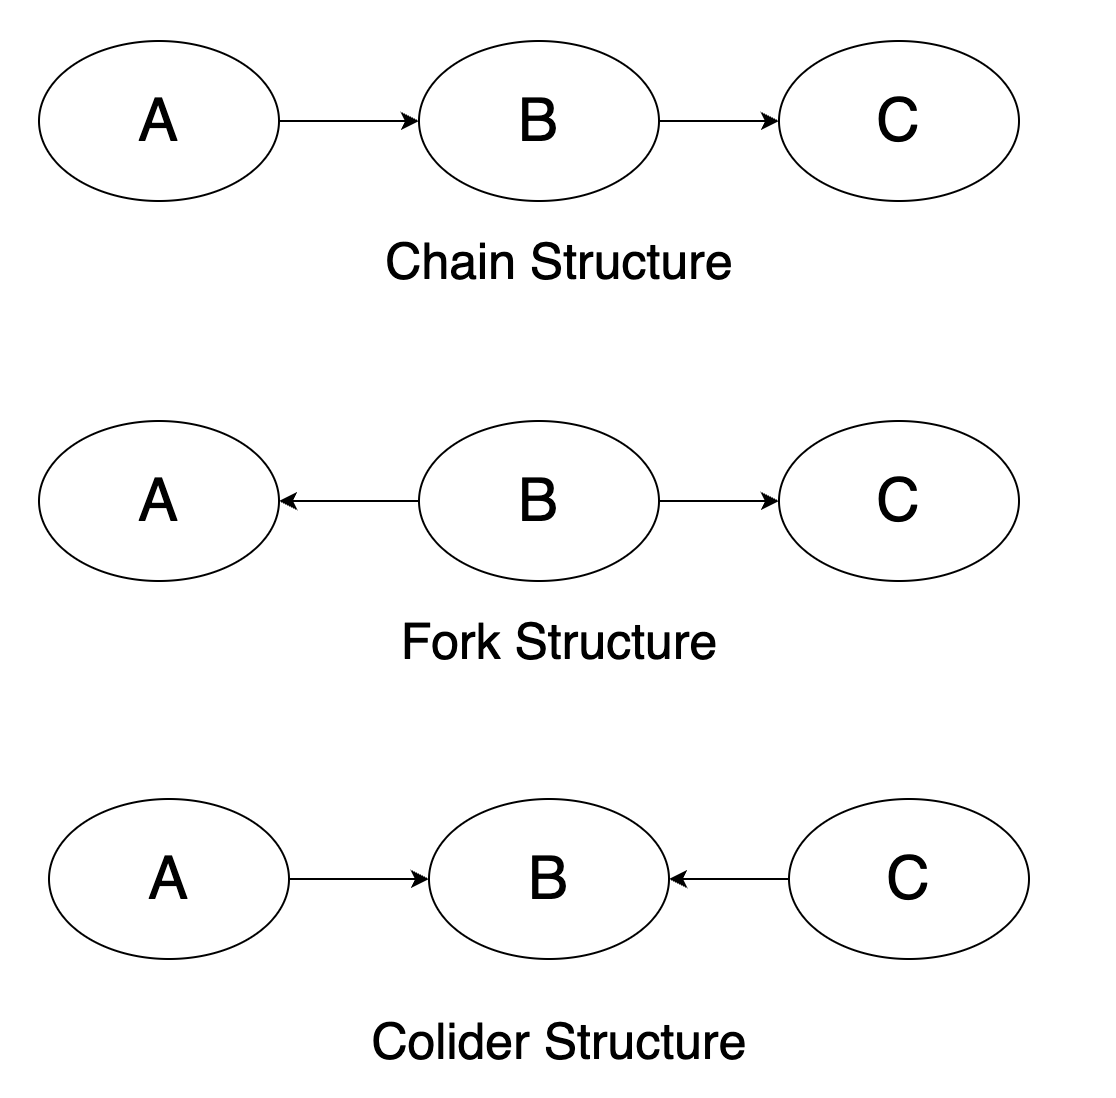 A B C
Chain Structure
A B C
Fork Structure
A B C
Colider Structure